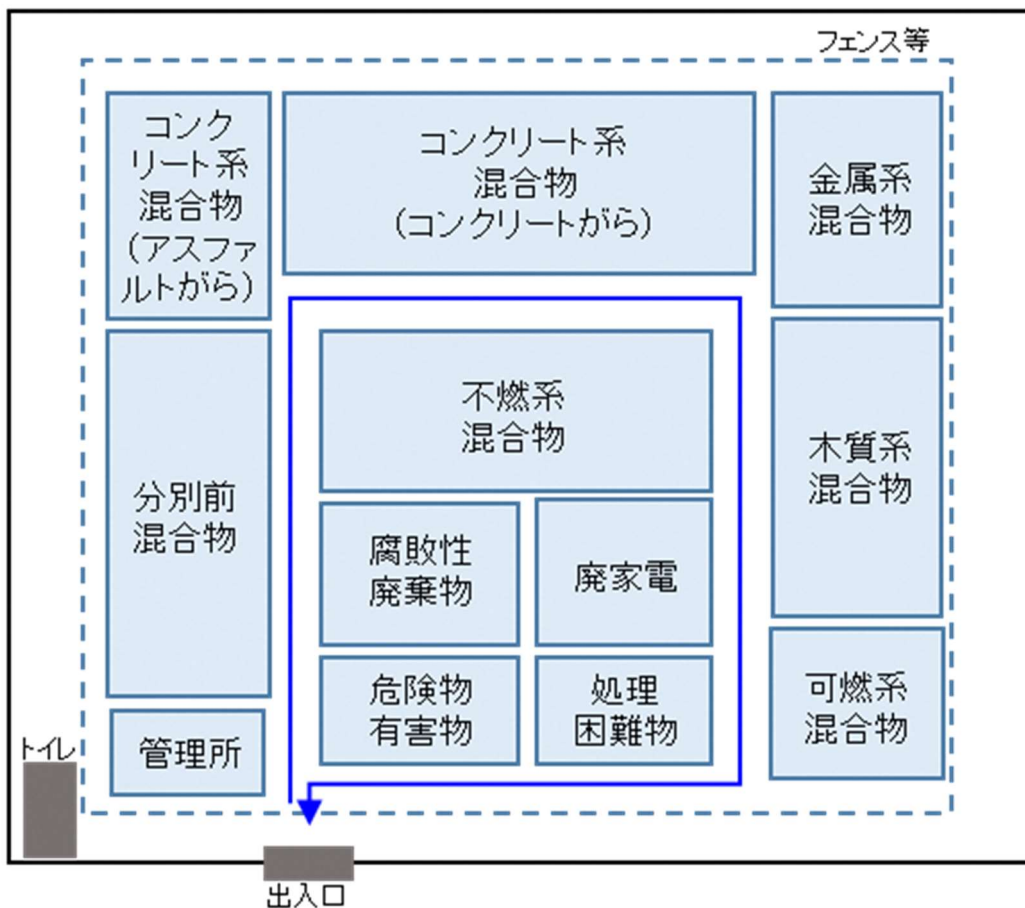 フェンス等
コンク
リート系
混合物
(アスファ
ルトがら)
コンクリート系
混合物
(コンクリートがら)
金属系
混合物
不燃系
混合物
木質系
混合物
分別前
混合物
腐敗性
廃棄物
廃家電
危険物
有害物
処理
困難物
可燃系
混合物
管理所
トイレ
出入口